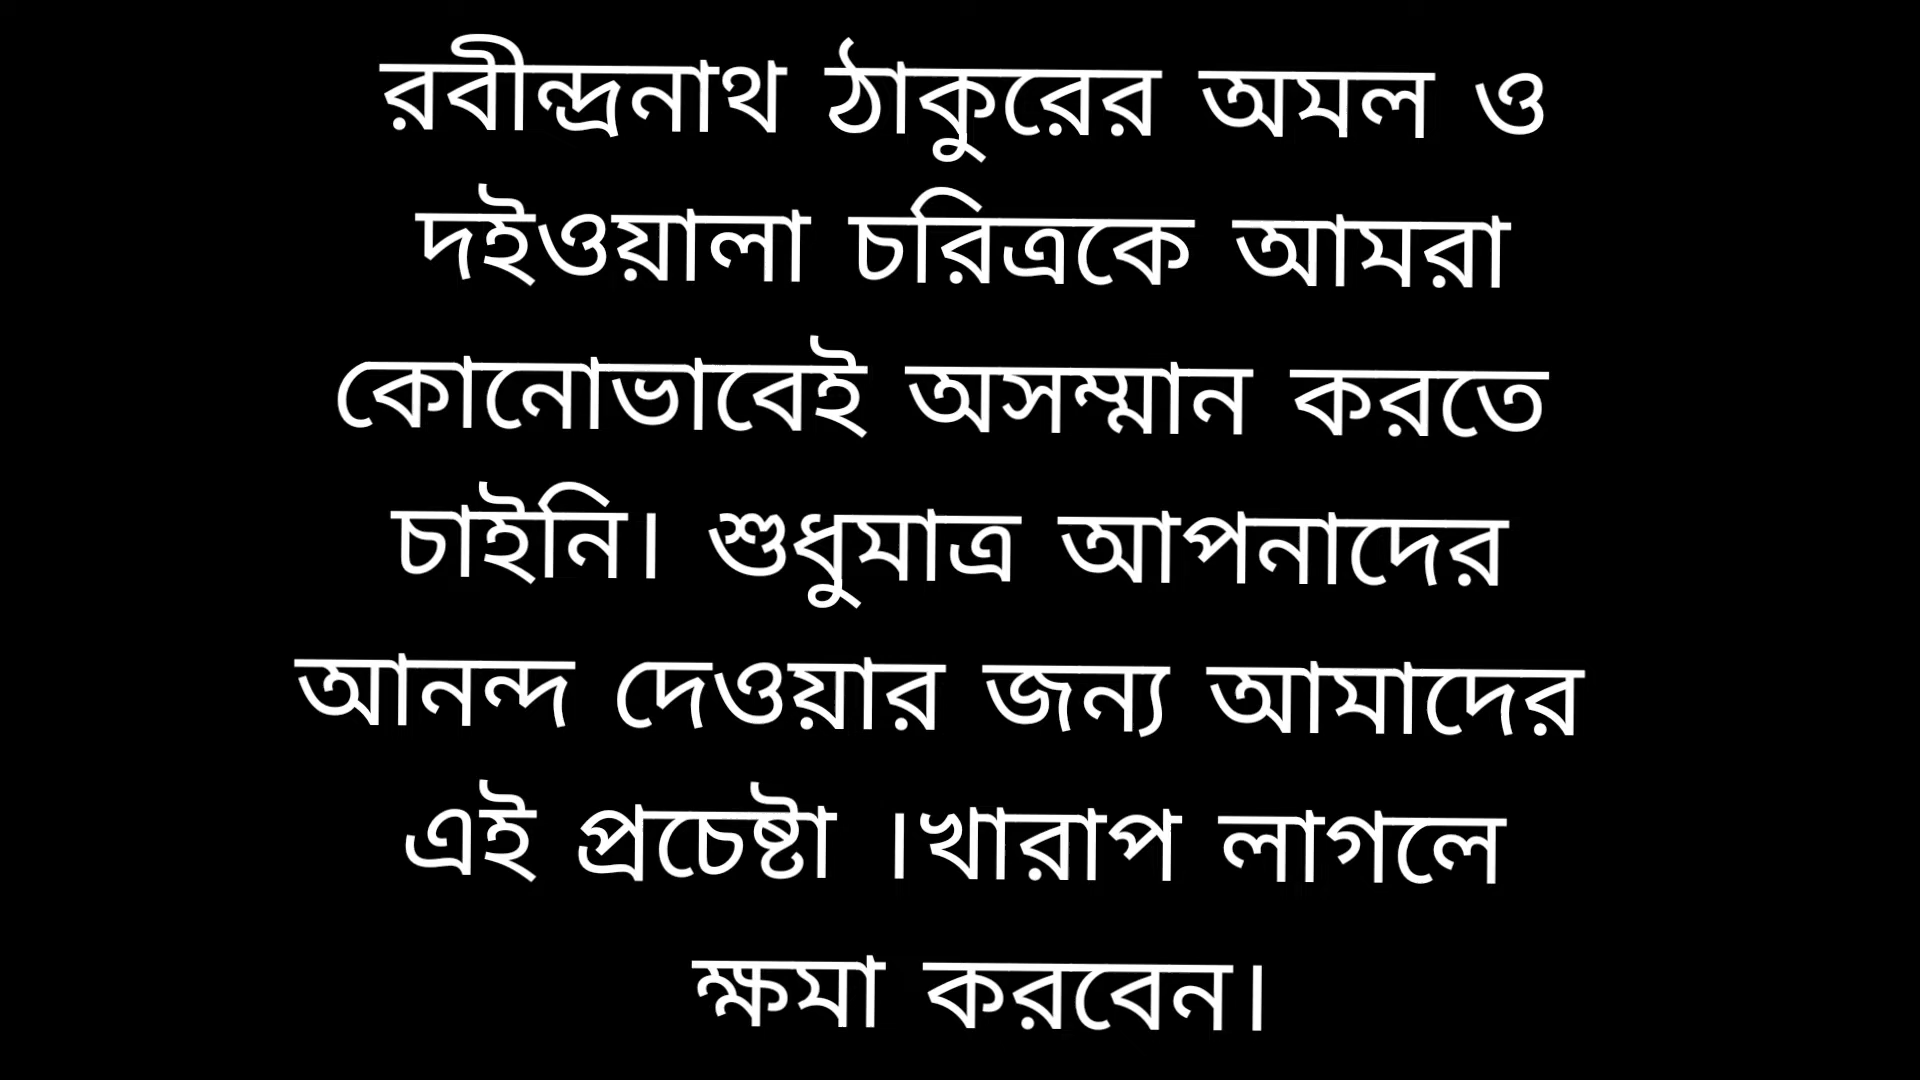 রবীন্দ্রনাথ ঠাকুরের অমল ও
দইওয়ালা চরিত্রকে আমরা
কোনোভাবেই অসম্মান করতে
চাইনি। শুধুমাত্র আপনাদের
আনন্দ দেওয়ার জন্য আমাদের
এই প্রচেষ্টা ।খারাপ লাগলে
ক্ষমা করবেন।